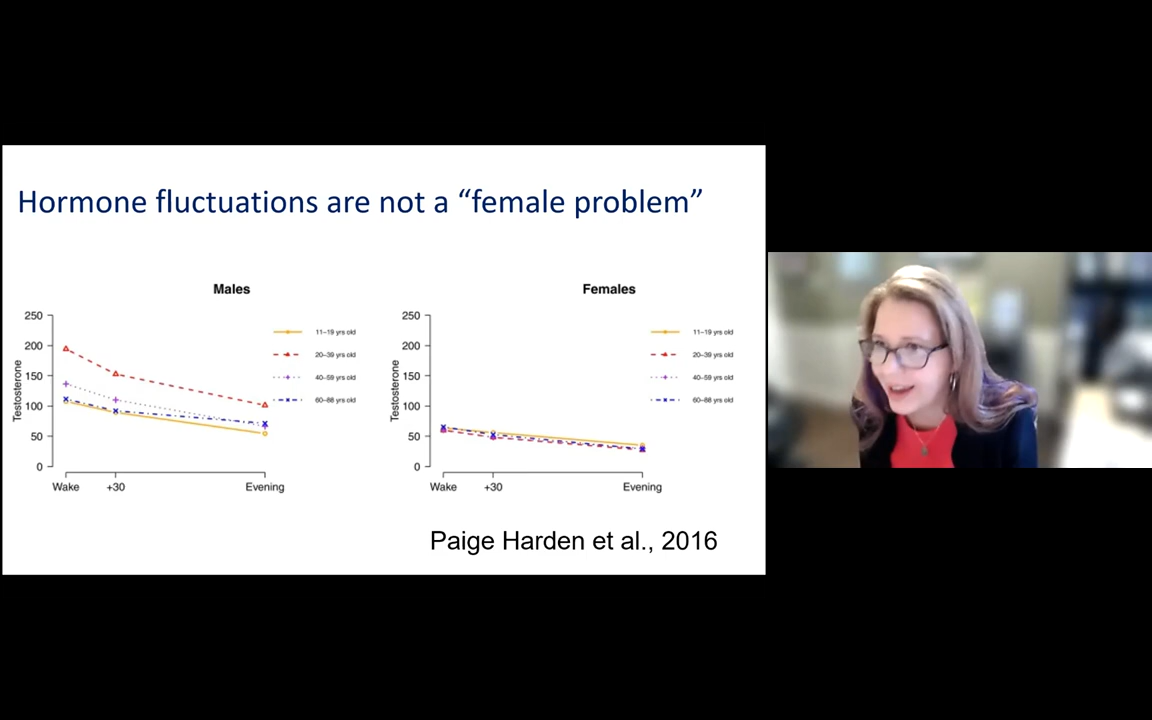 Hormone fluctuations are not a “female problem”
Males
250
200
150
100
50
0
Testosterone
11–19 yrs old
20–39 yrs old
40–59 yrs old
60–88 yrs old
Wake
+30
Evening
Females
250
200
150
100
50
0
Testosterone
11–19 yrs old
20–39 yrs old
40–59 yrs old
60–88 yrs old
Wake
+30
Evening
Paige Harden et al., 2016